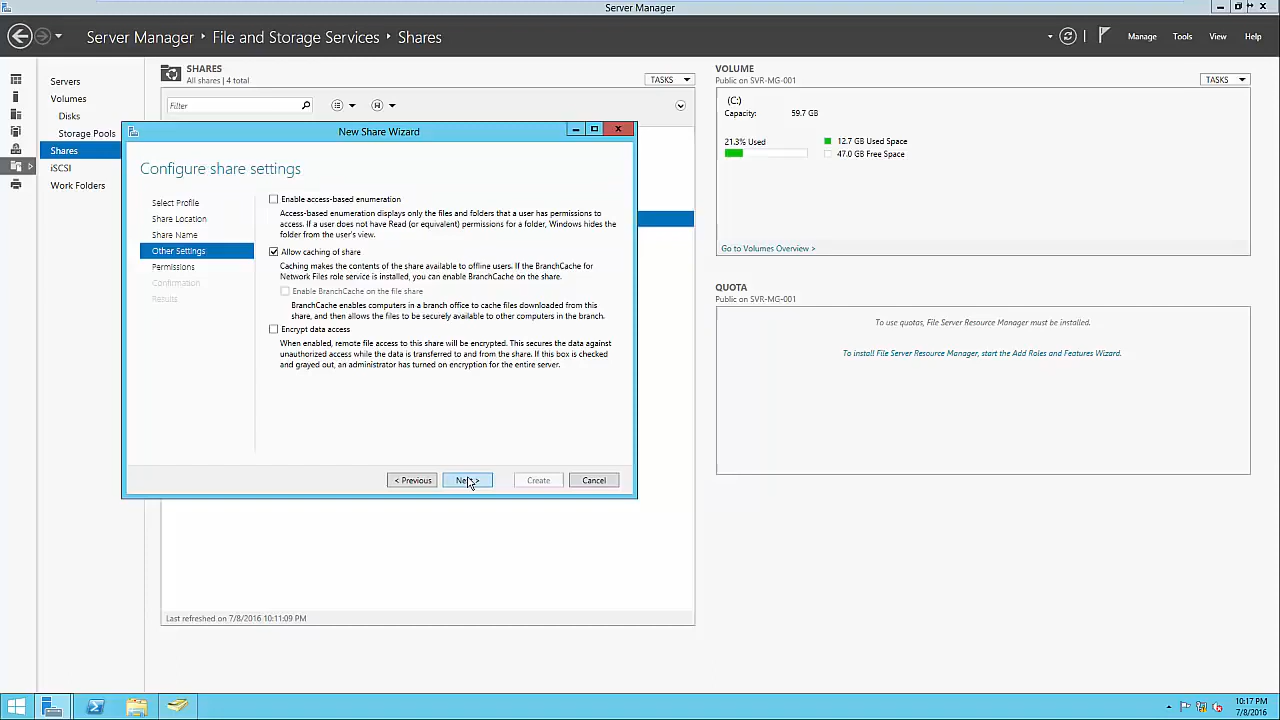 Server Manager
Server Manager • File and Storage Services • Shares
Manage Tools View Help
Servers
Volumes
Disks
Storage Pools
Shares
iSCSI
Work Folders
SHARES
All shares | 4 total
TASKS
Filter
New Share Wizard
Configure share settings
Select Profile
Share Location
Share Name
Other Settings
Permissions
Confirmation
Results
Enable access-based enumeration
Access-based enumeration displays only the files and folders that a user has permissions to
access. If a user does not have Read (or equivalent) permissions for a folder, Windows hides the
folder from the user's view.
Allow caching of share
Caching makes the contents of the share available to offline users. If the BranchCache for
Network Files role service is installed, you can enable BranchCache on the share.
Enable BranchCache on the file share
BranchCache enables computers in a branch office to cache files downloaded from this
share, and then allows the files to be securely available to other computers in the branch.
Encrypt data access
When enabled, remote file access to this share will be encrypted. This secures the data against
unauthorized access while the data is transferred to and from the share. If this box is checked
and grayed out, an administrator has turned on encryption for the entire server.
< Previous
Create
Cancel
Last refreshed on 7/8/2016 10:11:09 PM
VOLUME
Public on SVR-MG-001
TASKS
(C:)
Capacity: 59.7 GB
21.3% Used
12.7 GB Used Space
47.0 GB Free Space
Go to Volumes Overview >
QUOTA
Public on SVR-MG-001
To use quotas, File Server Resource Manager must be installed.
To install File Server Resource Manager, start the Add Roles and Features Wizard.
10:17 PM
7/8/2016